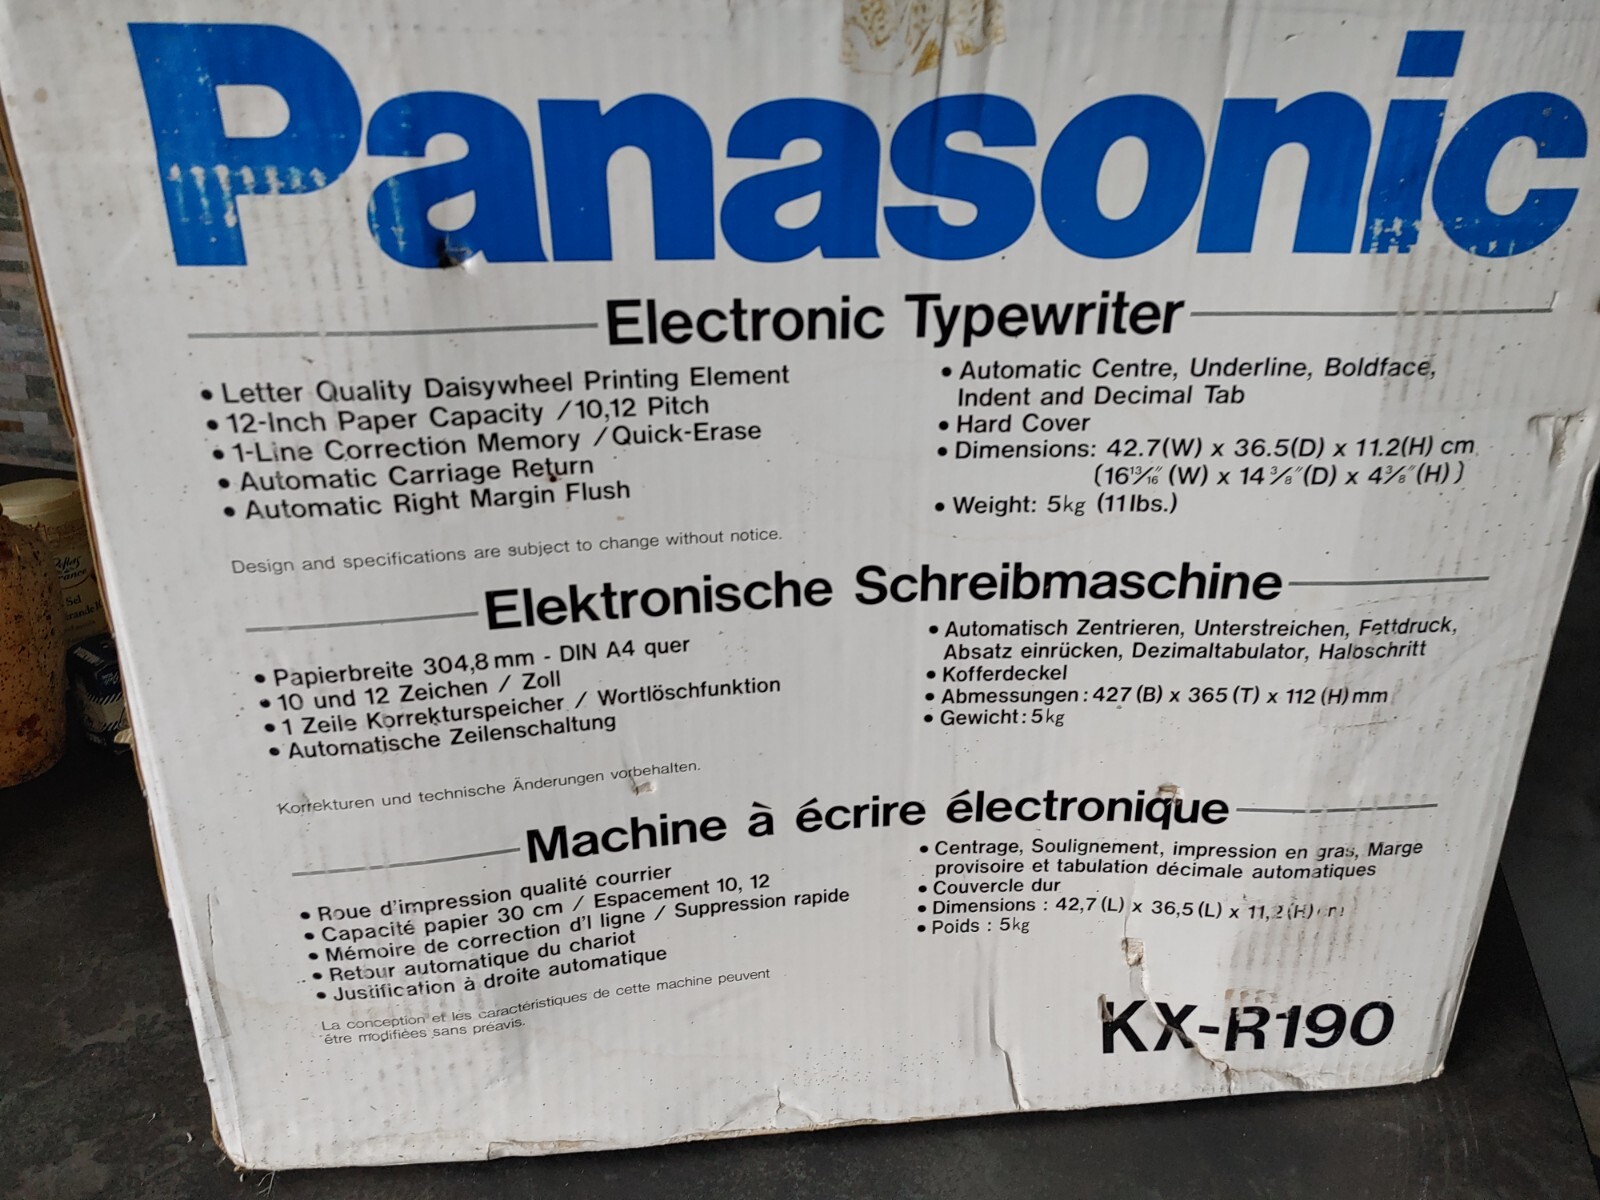 Panasonic
Electronic Typewriter
• Letter Quality Daisywheel Printing Element
• 12-Inch Paper Capacity / 10,12 Pitch
• 1-Line Correction Memory / Quick-Erase
• Automatic Carriage Return
• Automatic Right Margin Flush
Design and specifications are subject to change without notice.
• Automatic Centre, Underline, Boldface,
Indent and Decimal Tab
• Hard Cover
• Dimensions: 42.7(W) x 36.5(D) x 11.2(H) cm
(16 13/16″ (W) x 14 3/8″ (D) x 4 3/8″ (H))
• Weight: 5kg (11 lbs.)
Elektronische Schreibmaschine
• Papierbreite 304,8 mm - DIN A4 quer
• 10 und 12 Zeichen / Zoll
• 1 Zeile Korrekturspeicher / Wortlöschfunktion
• Automatische Zeilenschaltung
Korrekturen und technische Änderungen vorbehalten.
• Automatisch Zentrieren, Unterstreichen, Fettdruck,
Absatz einrücken, Dezimaltabulator, Haloschritt
• Kofferdeckel
• Abmessungen: 427 (B) x 365 (T) x 112 (H) mm
• Gewicht: 5kg
Machine à écrire électronique
• Roue d'impression qualité courrier
• Capacité papier 30 cm / Espacement 10, 12
• Mémoire de correction d'l ligne / Suppression rapide
• Retour automatique du chariot
• Justification à droite automatique
La conception et les caractéristiques de cette machine peuvent
être modifiées sans préavis.
• Centrage, Soulignement, impression en gras, Marge
provisoire et tabulation décimale automatiques
• Couvercle dur
• Dimensions : 42,7 (L) x 36,5 (L) x 11,2 (H) cm
• Poids : 5kg
KX-R190
Sel